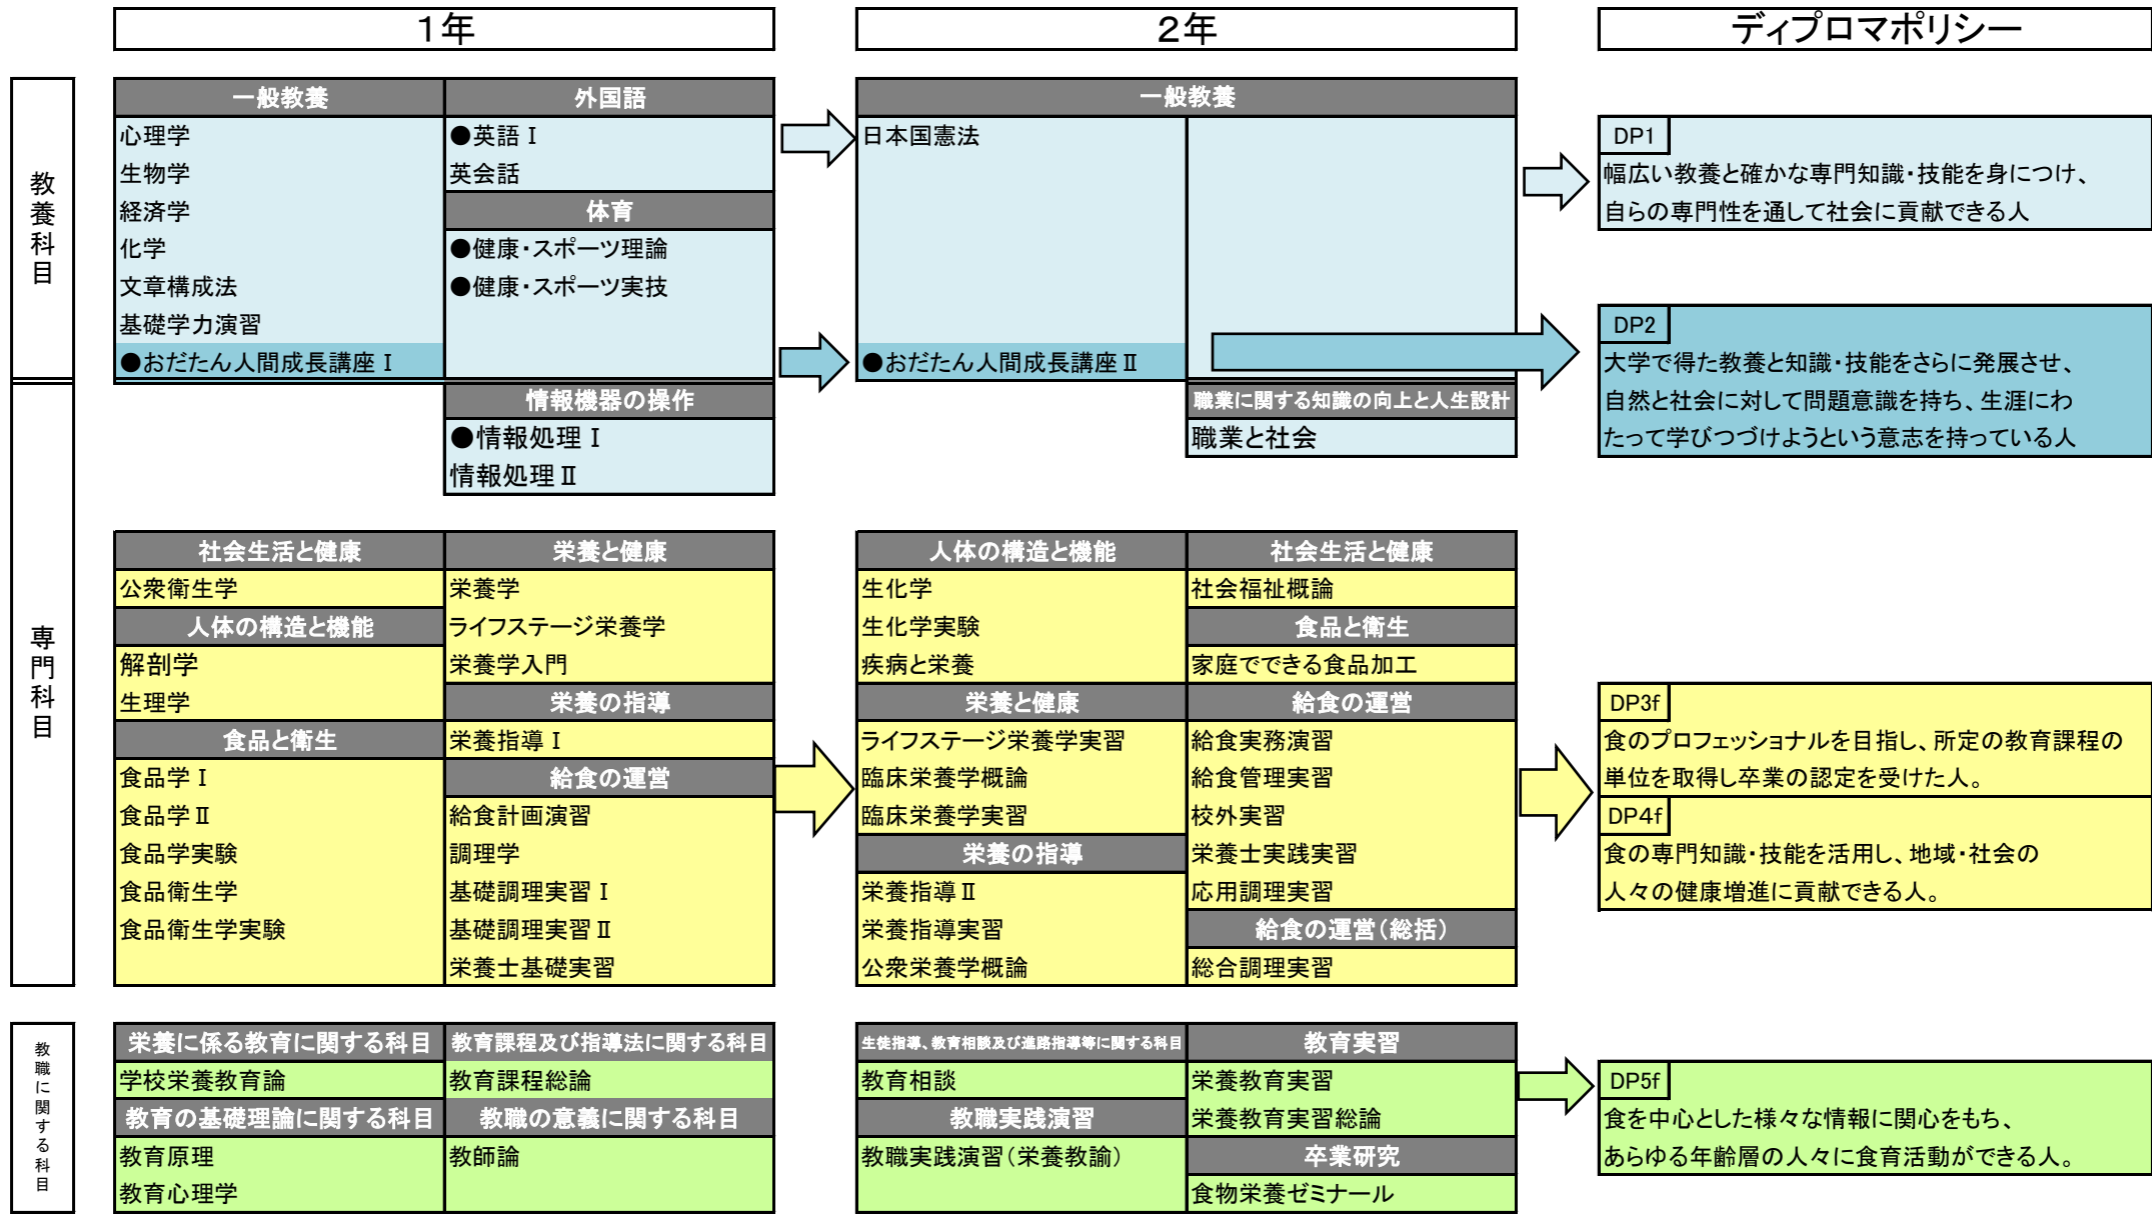 1年
2年
ディプロマポリシー
教養科目
一般教養
心理学
生物学
経済学
化学
文章構成法
基礎学力演習
●おだたん人間成長講座Ⅰ
外国語
●英語Ⅰ
英会話
体育
●健康・スポーツ理論
●健康・スポーツ実技
一般教養
日本国憲法
●おだたん人間成長講座Ⅱ
DP1
幅広い教養と確かな専門知識・技能を身につけ、
自らの専門性を通して社会に貢献できる人
DP2
大学で得た教養と知識・技能をさらに発展させ、
自然と社会に対して問題意識を持ち、生涯にわ
たって学びつづけようという意志を持っている人
専門科目
情報機器の操作
●情報処理Ⅰ
情報処理Ⅱ
職業に関する知識の向上と人生設計
職業と社会
社会生活と健康
公衆衛生学
人体の構造と機能
解剖学
生理学
食品と衛生
食品学Ⅰ
食品学Ⅱ
食品学実験
食品衛生学
食品衛生学実験
栄養と健康
栄養学
ライフステージ栄養学
栄養学入門
栄養の指導
栄養指導Ⅰ
給食の運営
給食計画演習
調理学
基礎調理実習Ⅰ
基礎調理実習Ⅱ
栄養士基礎実習
人体の構造と機能
生化学
生化学実験
疾病と栄養
栄養と健康
ライフステージ栄養学実習
臨床栄養学概論
臨床栄養学実習
栄養の指導
栄養指導Ⅱ
栄養指導実習
公衆栄養学概論
社会生活と健康
社会福祉概論
食品と衛生
家庭でできる食品加工
給食の運営
給食実務演習
給食管理実習
校外実習
栄養士実践実習
応用調理実習
給食の運営（総括）
総合調理実習
DP3f
食のプロフェッショナルを目指し、所定の教育課程の
単位を取得し卒業の認定を受けた人。
DP4f
食の専門知識・技能を活用し、地域・社会の
人々の健康増進に貢献できる人。
教職に関する科目
栄養に係る教育に関する科目
学校栄養教育論
教育の基礎理論に関する科目
教育原理
教育心理学
教育課程及び指導法に関する科目
教育課程総論
教職の意義に関する科目
教師論
生徒指導、教育相談及び進路指導等に関する科目
教育相談
教職実践演習
教職実践演習（栄養教諭）
教育実習
栄養教育実習
栄養教育実習総論
卒業研究
食物栄養ゼミナール
DP5f
食を中心とした様々な情報に関心をもち、
あらゆる年齢層の人々に食育活動ができる人。